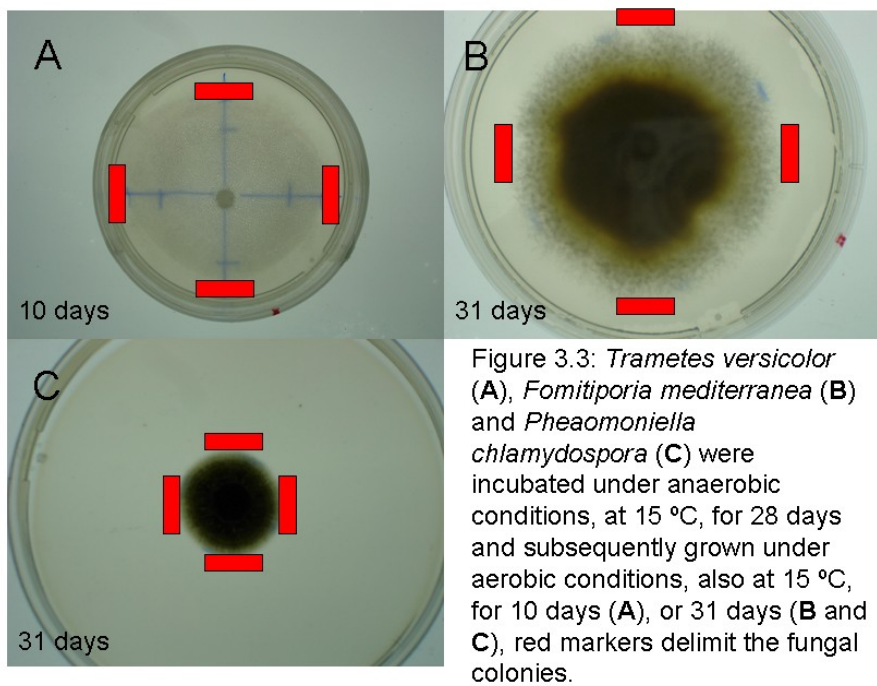 A
10 days
B
31 days
C
31 days
Figure 3.3: Trametes versicolor
(A), Fomitiporia mediterranea (B)
and Pheaomoniella
chlamydospora (C) were
incubated under anaerobic
conditions, at 15 ºC, for 28 days
and subsequently grown under
aerobic conditions, also at 15 ºC,
for 10 days (A), or 31 days (B and
C), red markers delimit the fungal
colonies.